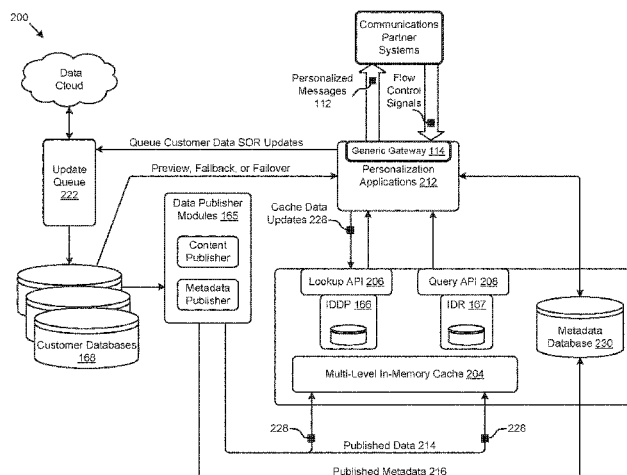 200
Data
Cloud
Communications
Partner
Systems
Personalized
Messages
112
Flow
Control
Signals
Queue Customer Data SOR Updates
Generic Gateway 114
Personalization
Applications 212
Update
Queue
222
Preview, Fallback, or Failover
Data Publisher
Modules 165
Content
Publisher
Metadata
Publisher
Cache Data
Updates 228
Lookup API 206
Query API 208
IDDP 166
IDR 167
Customer Databases
168
Metadata
Database 230
Multi-Level In-Memory Cache 204
228
228
Published Data 214
Published Metadata 216